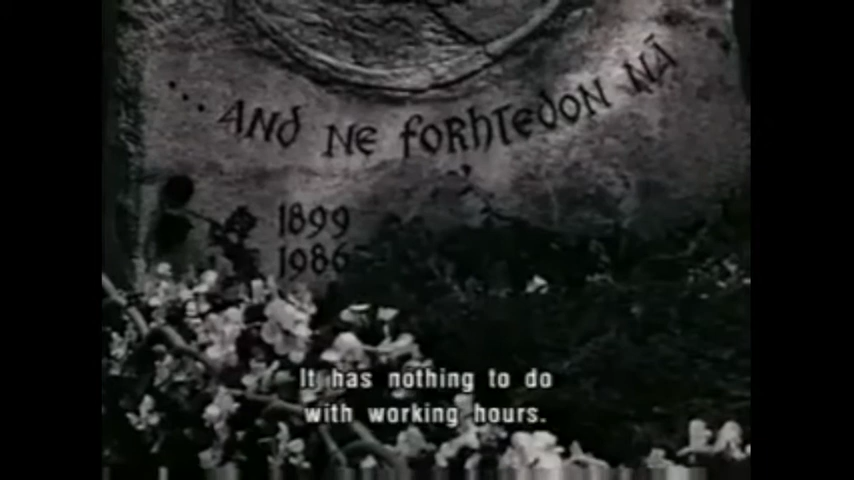 ...AND NE FORHTEDON NĀ
1899
1986
It has nothing to do
with working hours.